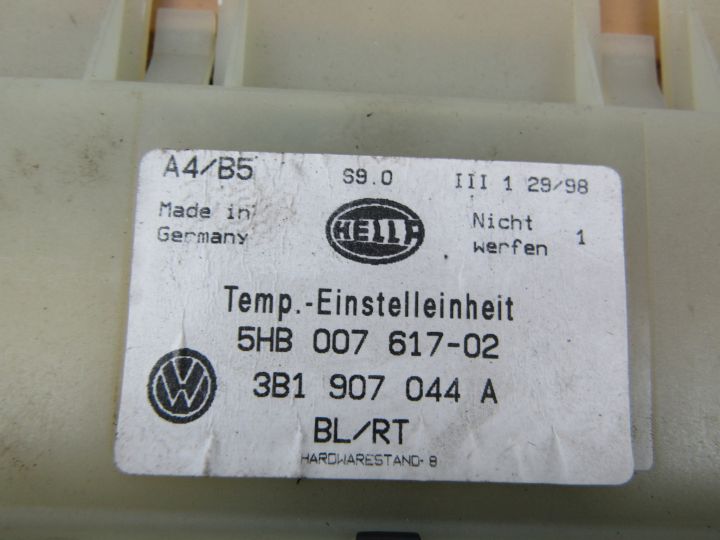 A4/B5 S9.0 III 1 29/98
Made in Germany
HELLA
Nicht werfen 1
Temp.-Einstelleinheit
5HB 007 617-02
VW
3B1 907 044 A
BL/RT
HARDWARESTAND- 8